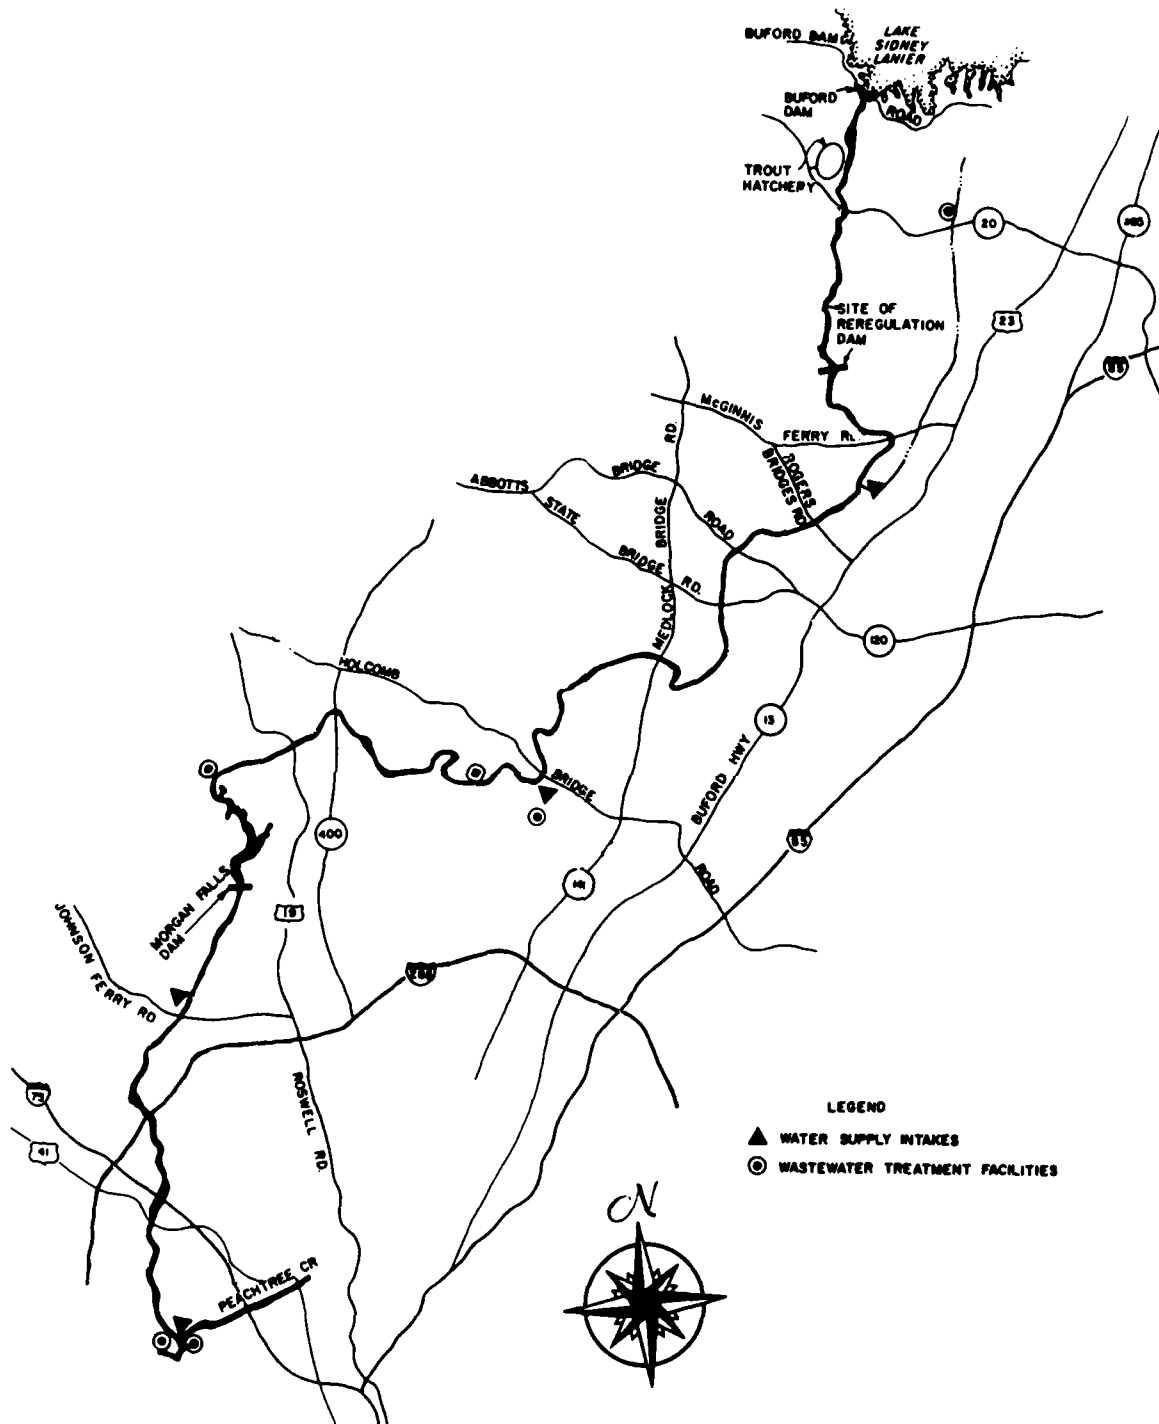 BUFORD DAM
LAKE
SIDNEY
LANIER
BUFORD
DAM
ROAD
TROUT
HATCHERY
20
SITE OF
REREGULATION
DAM
23
85
McGINNIS
FERRY RD.
ROGERS
BRIDGES RD.
ABBOTTS
BRIDGE
ROAD
STATE
BRIDGE
RD.
MEDLOCK
BRIDGE
RD.
120
HOLCOMB
BRIDGE
ROAD
13
BUFORD HWY
400
85
141
MORGAN FALLS
DAM
19
JOHNSON FERRY RD
285
75
41
ROSWELL RD.
PEACHTREE CR
LEGEND
WATER SUPPLY INTAKES
WASTEWATER TREATMENT FACILITIES
N